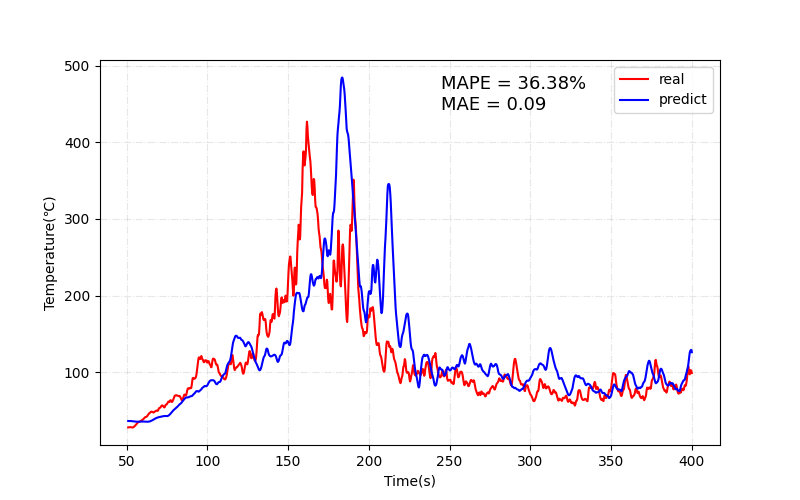 MAPE = 36.38%
MAE = 0.09
real
predict
Temperature(℃)
500
400
300
200
100
50 100 150 200 250 300 350 400
Time(s)